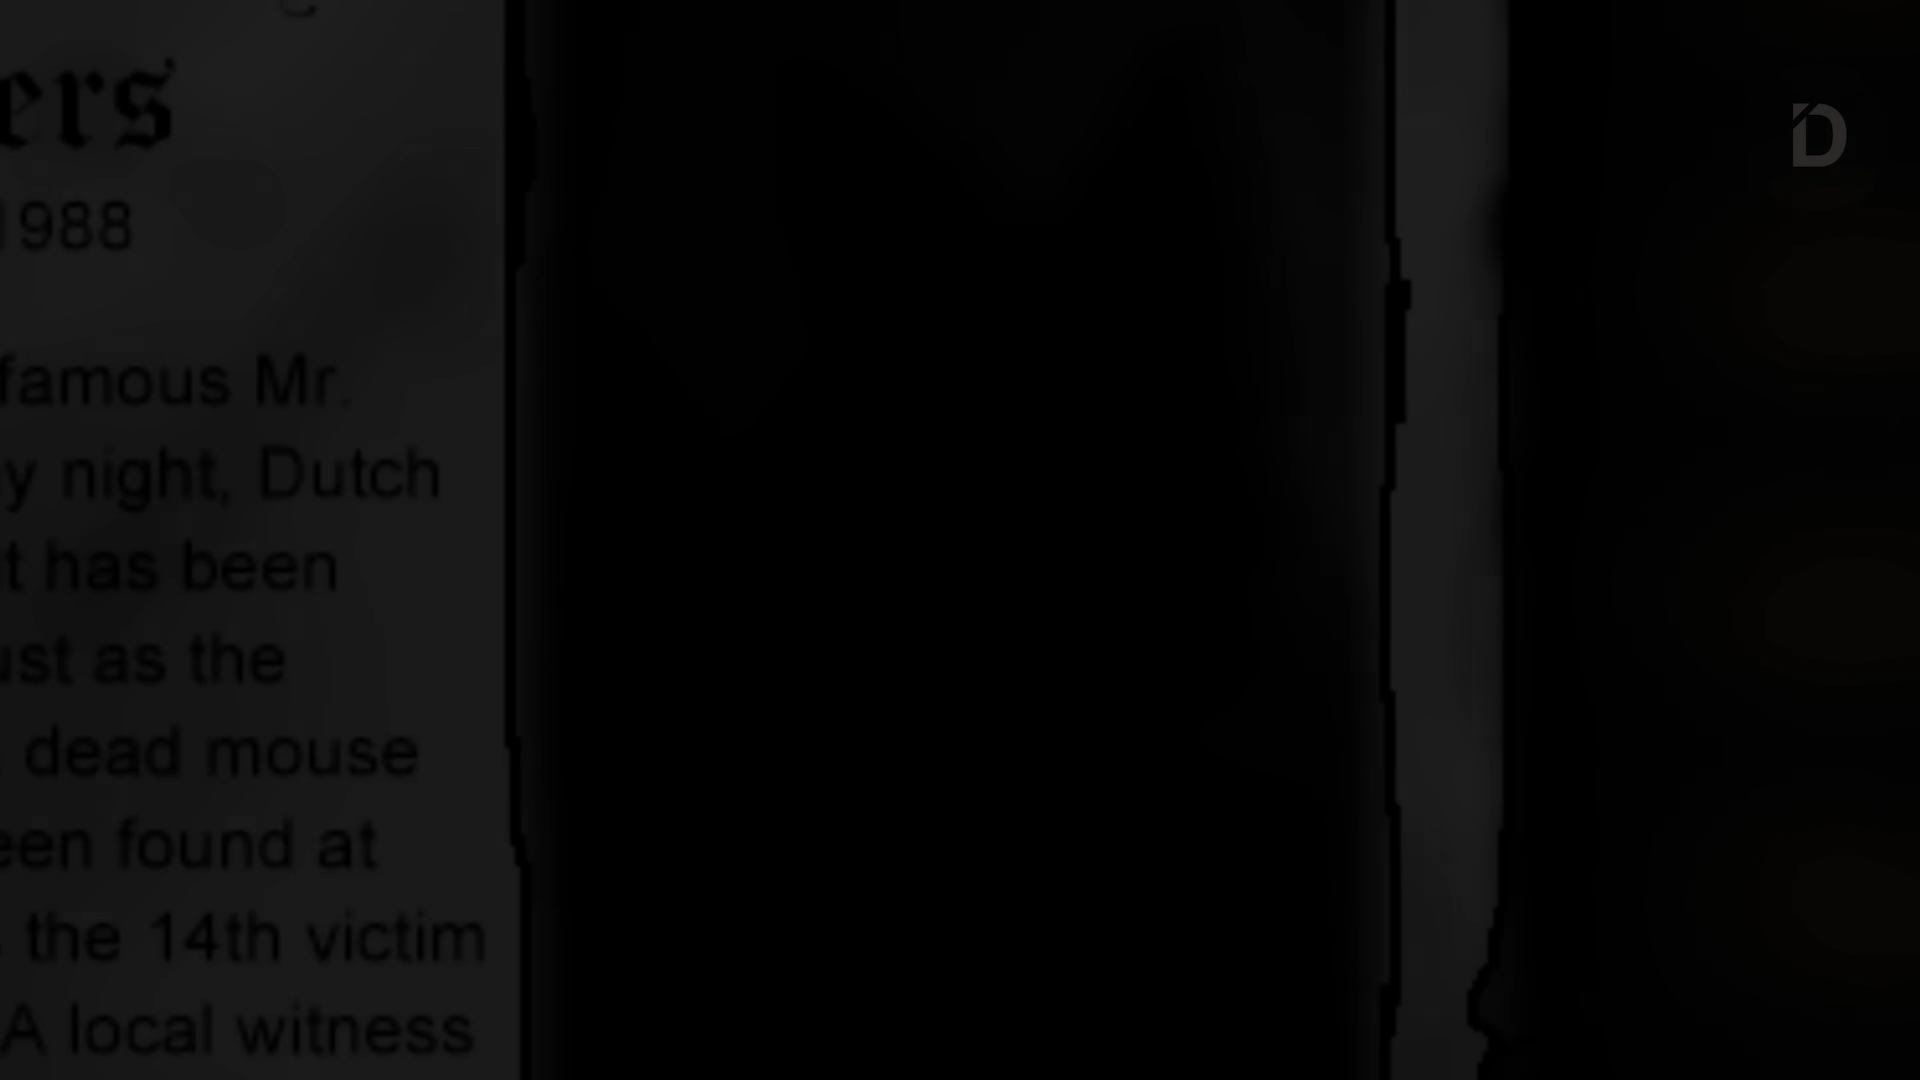 ers
1988
famous Mr.
y night, Dutch
t has been
ust as the
dead mouse
een found at
the 14th victim
A local witness
D